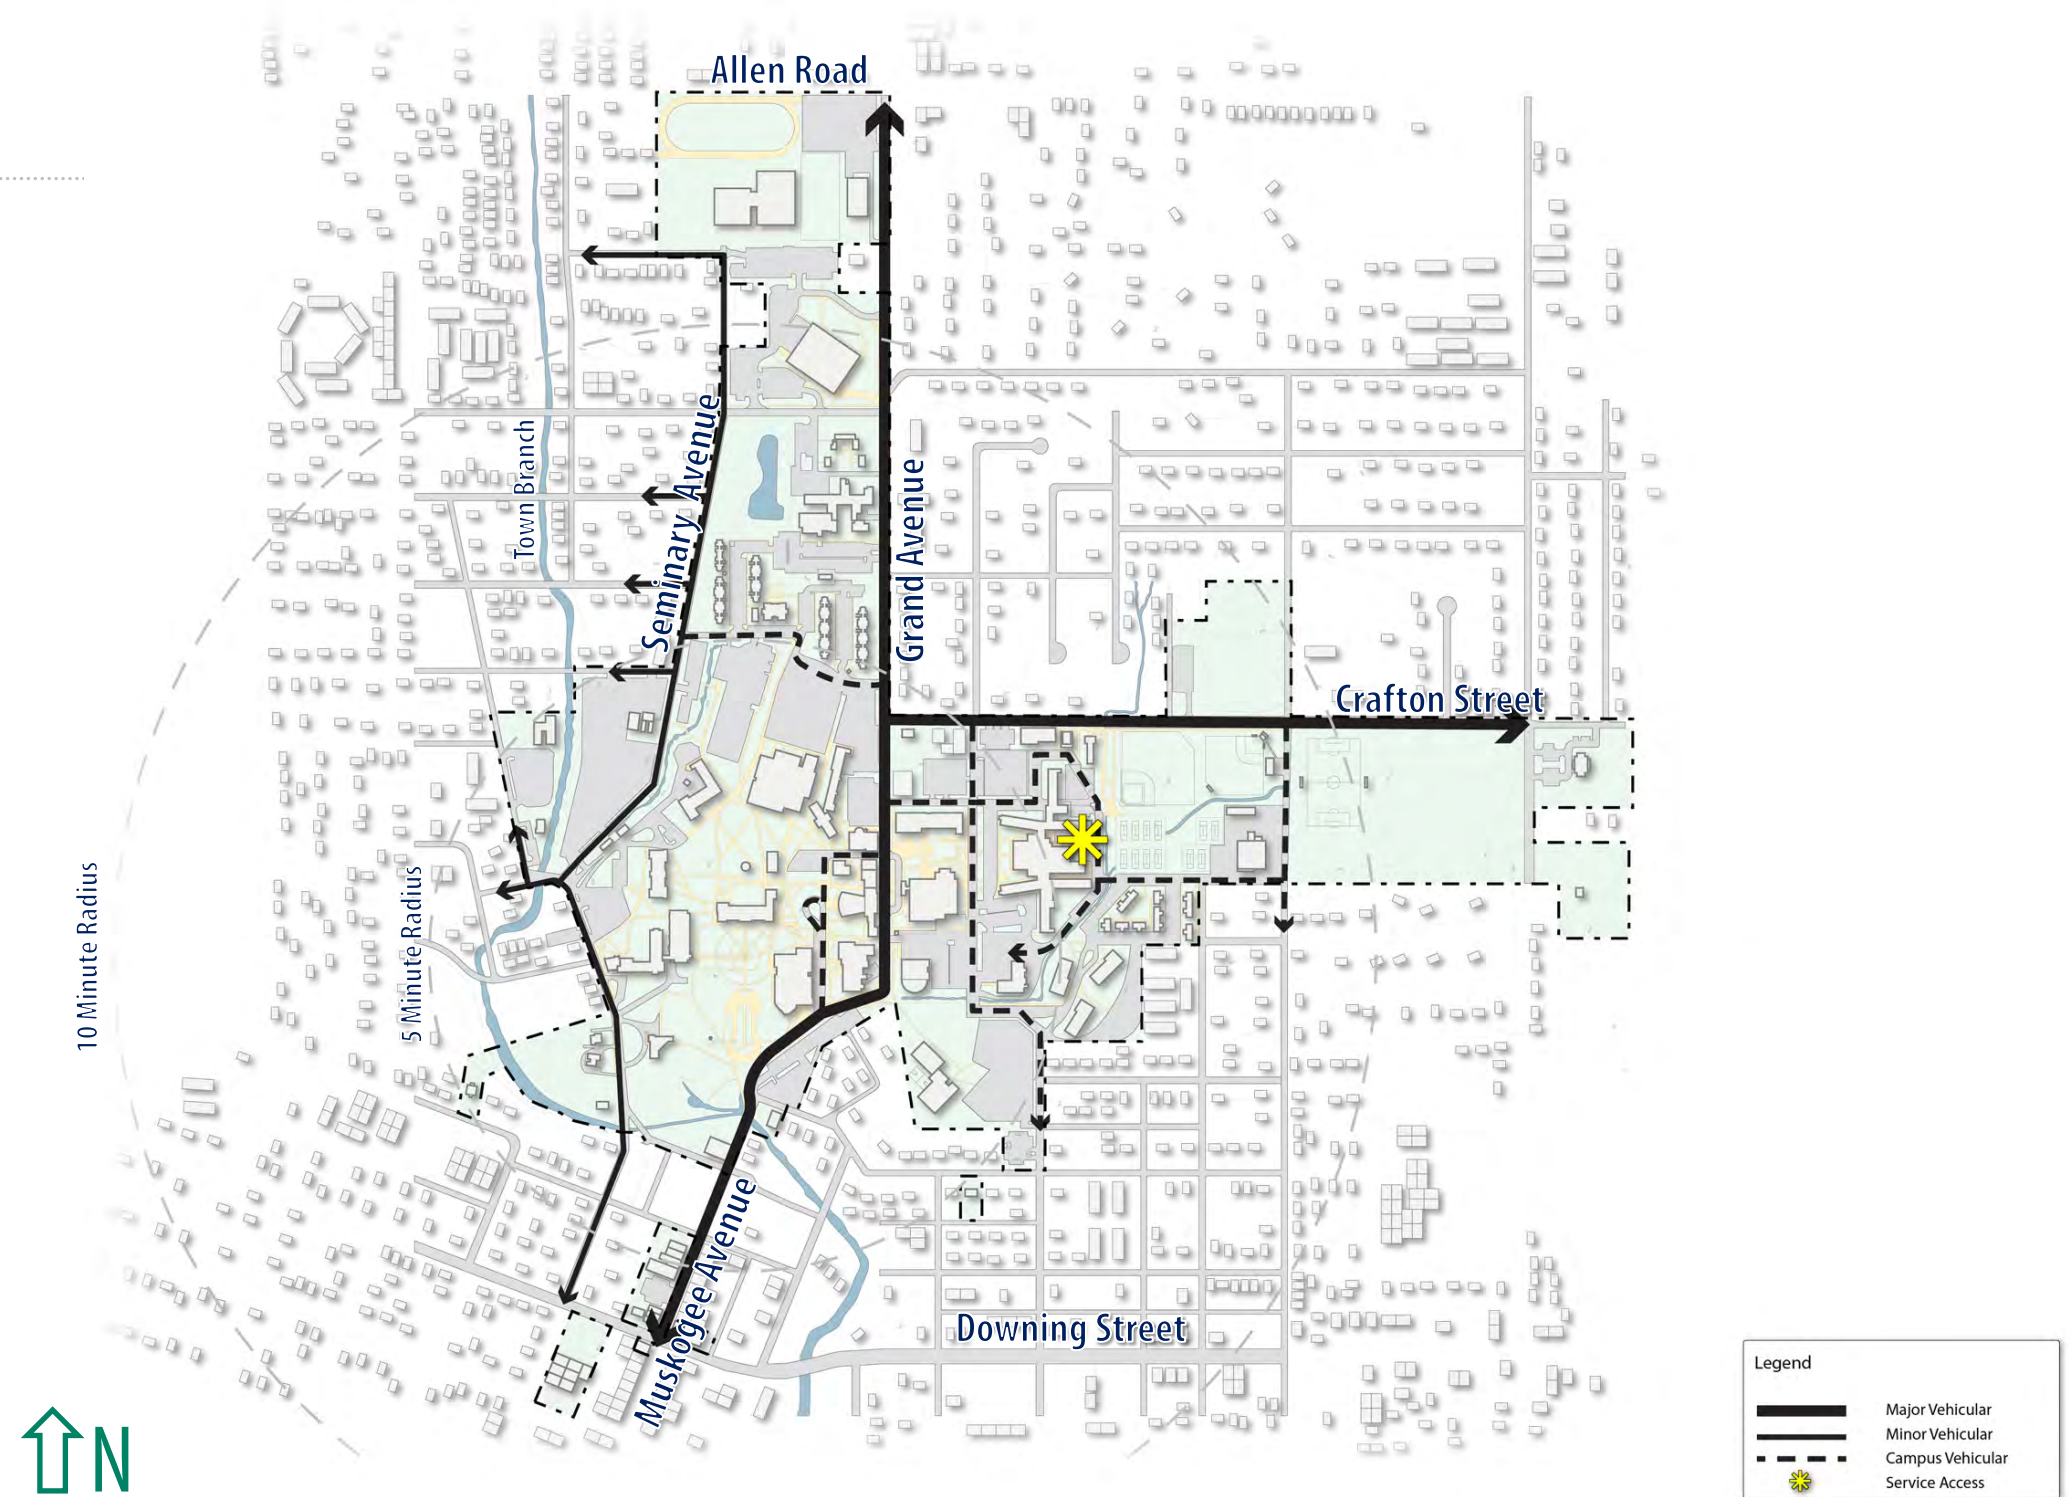 Allen Road
Seminary Avenue
Town Branch
Grand Avenue
Crafton Street
10 Minute Radius
5 Minute Radius
Muskogee Avenue
Downing Street
N
Legend
Major Vehicular
Minor Vehicular
Campus Vehicular
Service Access